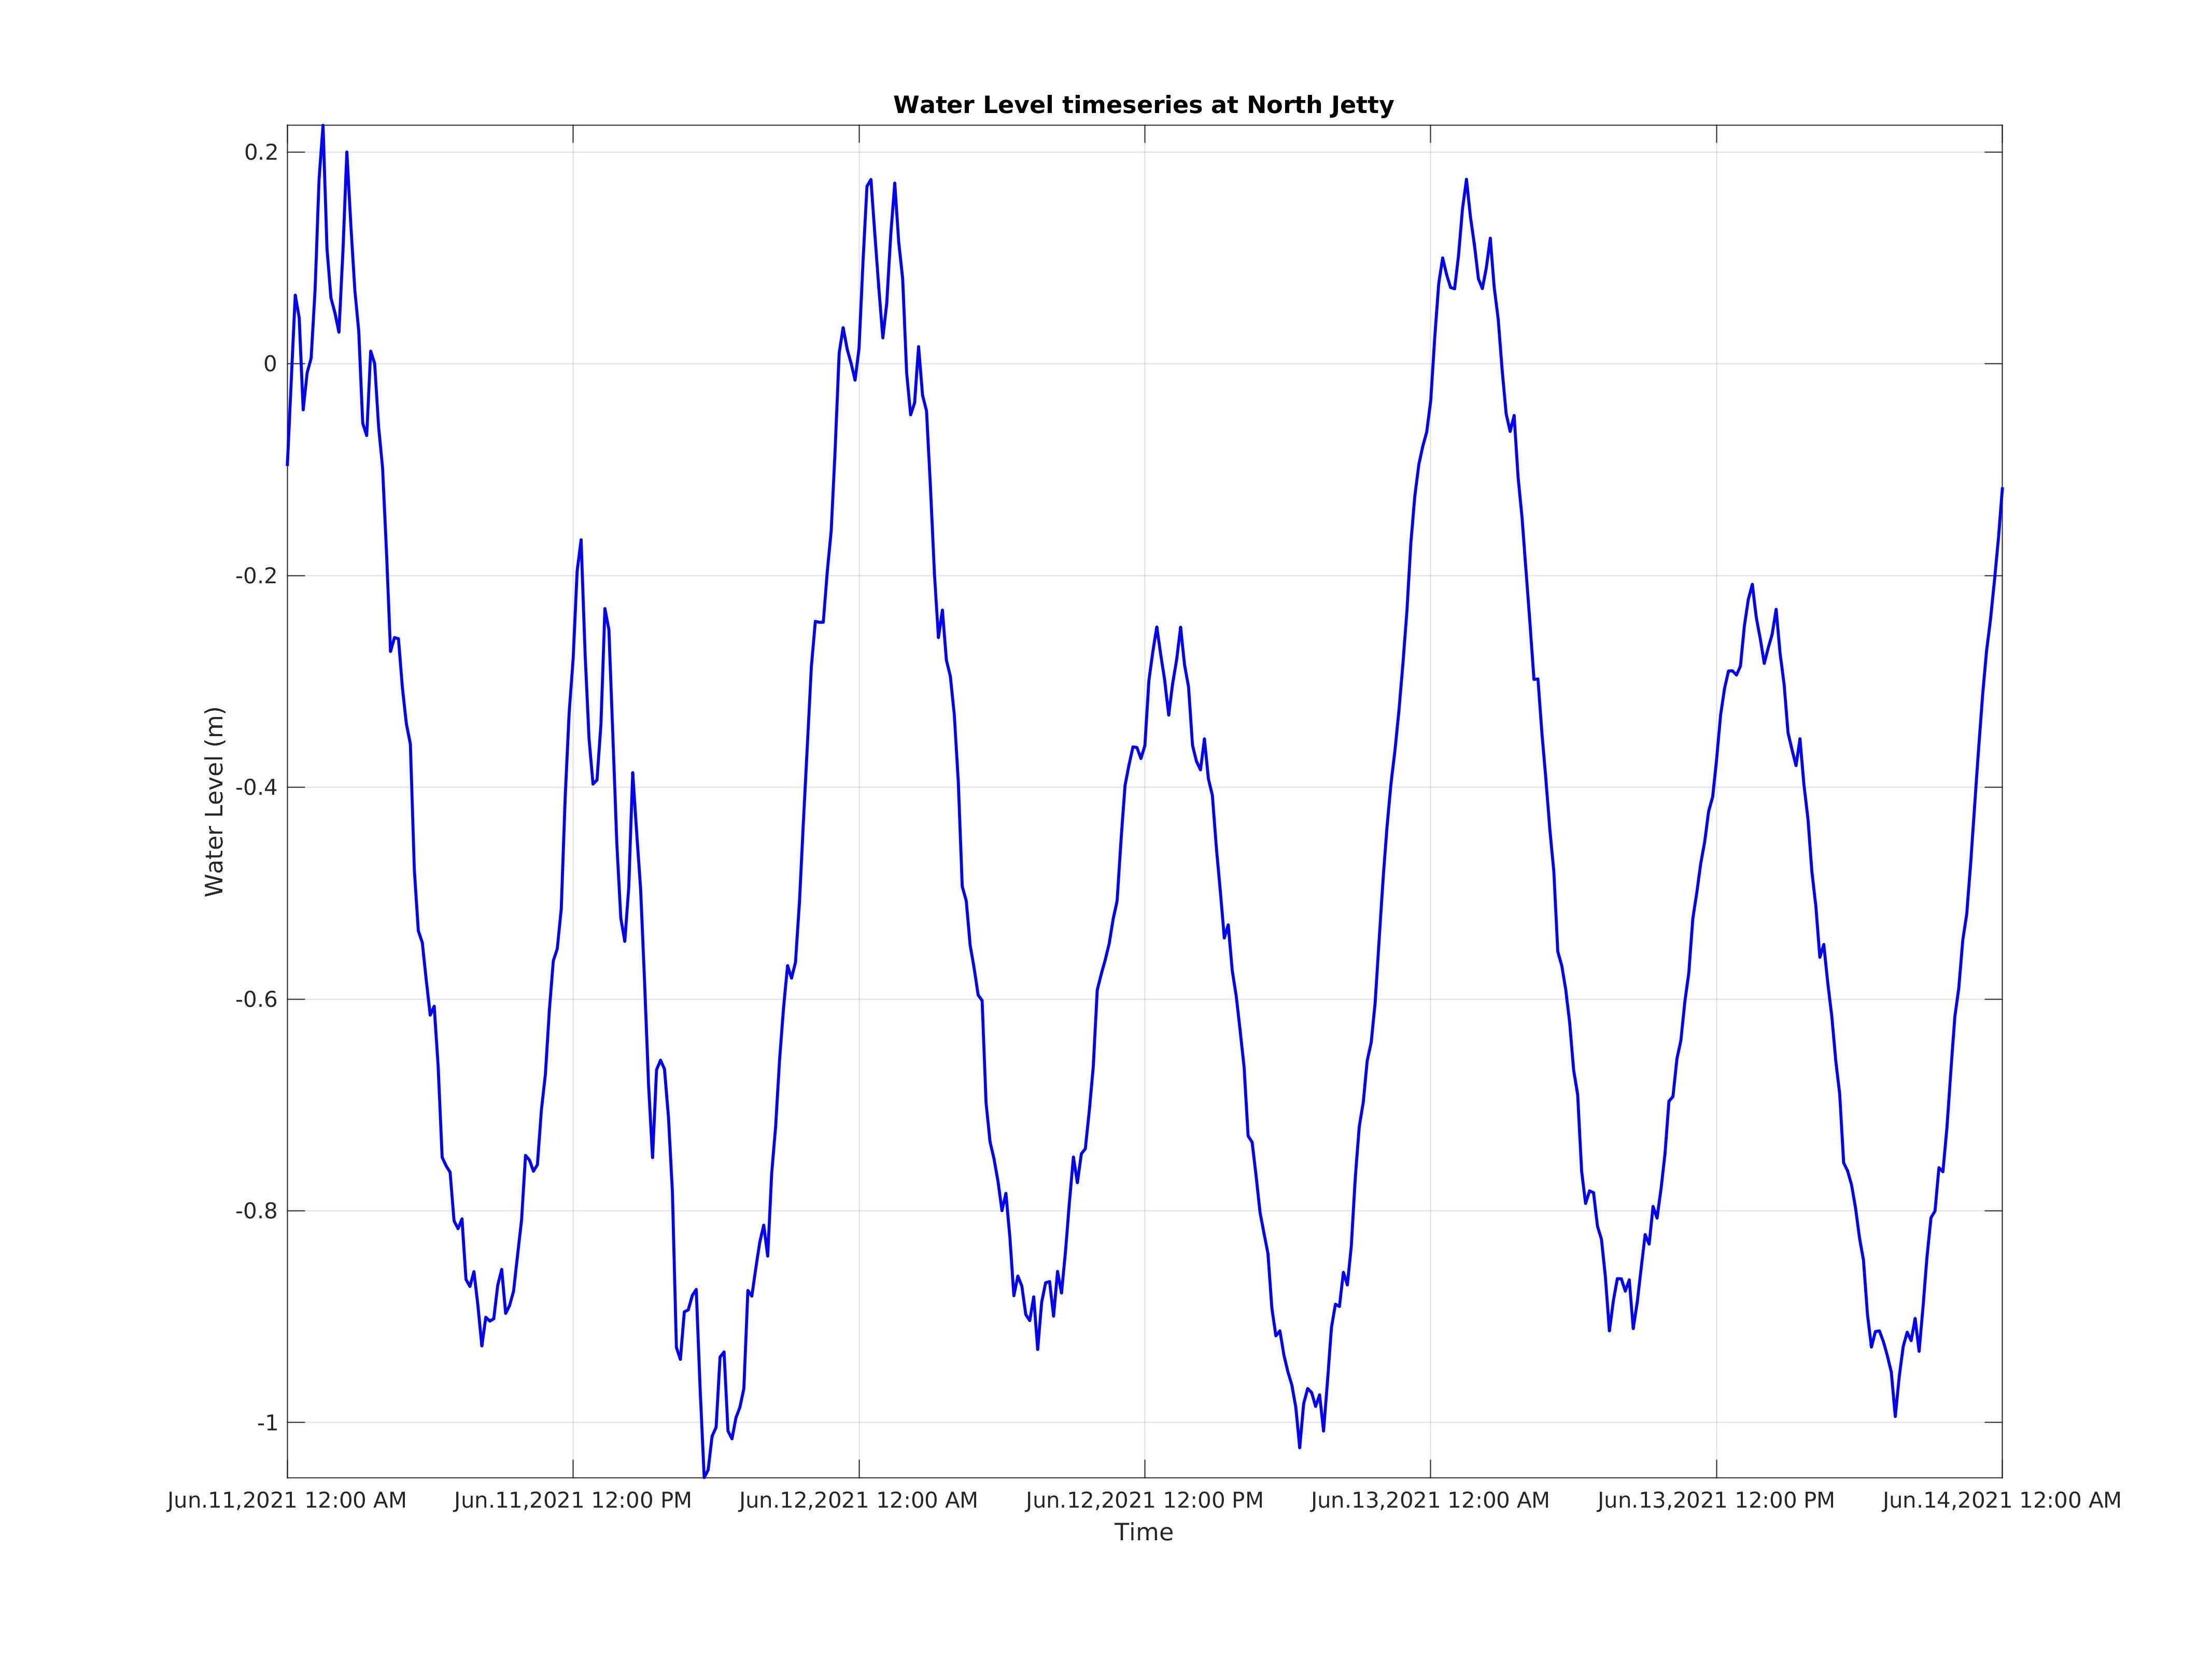 Water Level timeseries at North Jetty
0.2
0
-0.2
-0.4
-0.6
-0.8
-1
Water Level (m)
Jun.11,2021 12:00 AM
Jun.11,2021 12:00 PM
Jun.12,2021 12:00 AM
Jun.12,2021 12:00 PM
Jun.13,2021 12:00 AM
Jun.13,2021 12:00 PM
Jun.14,2021 12:00 AM
Time